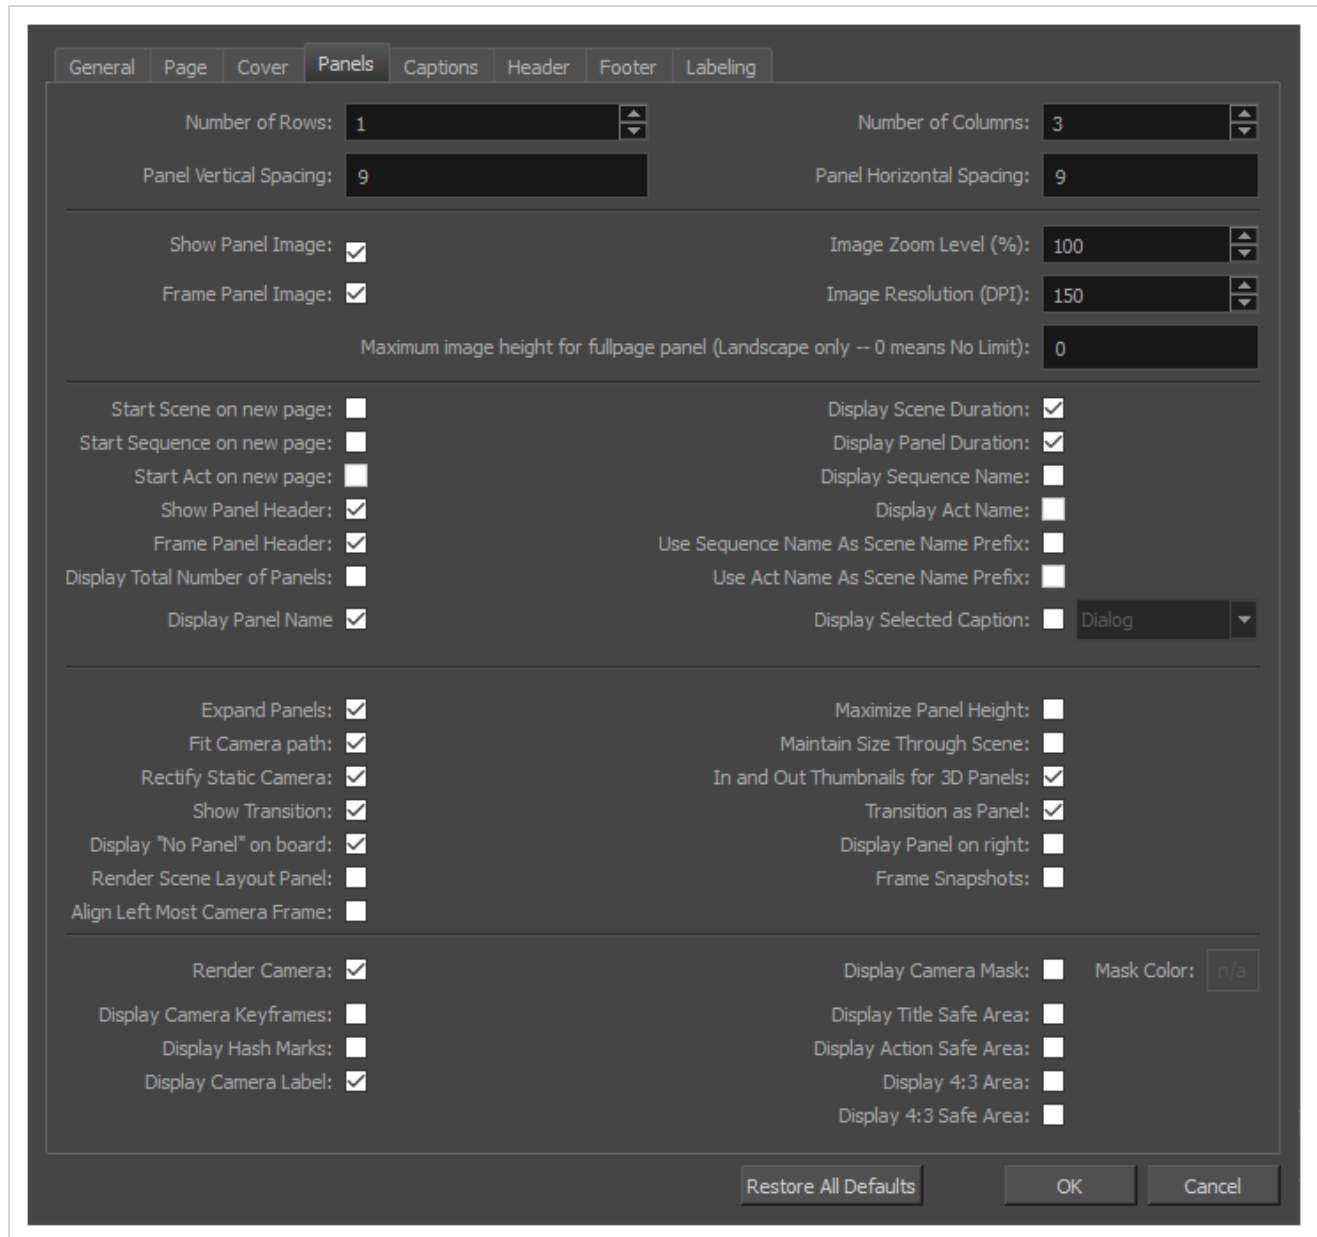 General Page Cover Panels Captions Header Footer Labeling
Number of Rows: 1 Number of Columns: 3
Panel Vertical Spacing: 9 Panel Horizontal Spacing: 9
Show Panel Image: Image Zoom Level (%): 100
Frame Panel Image: Image Resolution (DPI): 150
Maximum image height for fullpage panel (Landscape only -- 0 means No Limit): 0
Start Scene on new page: Display Scene Duration:
Start Sequence on new page: Display Panel Duration:
Start Act on new page: Display Sequence Name:
Show Panel Header: Display Act Name:
Frame Panel Header: Use Sequence Name As Scene Name Prefix:
Display Total Number of Panels: Use Act Name As Scene Name Prefix:
Display Panel Name Display Selected Caption: Dialog
Expand Panels: Maximize Panel Height:
Fit Camera path: Maintain Size Through Scene:
Rectify Static Camera: In and Out Thumbnails for 3D Panels:
Show Transition: Transition as Panel:
Display "No Panel" on board: Display Panel on right:
Render Scene Layout Panel: Frame Snapshots:
Align Left Most Camera Frame:
Render Camera: Display Camera Mask: Mask Color: n/a
Display Camera Keyframes: Display Title Safe Area:
Display Hash Marks: Display Action Safe Area:
Display Camera Label: Display 4:3 Area:
Display 4:3 Safe Area:
Restore All Defaults OK Cancel